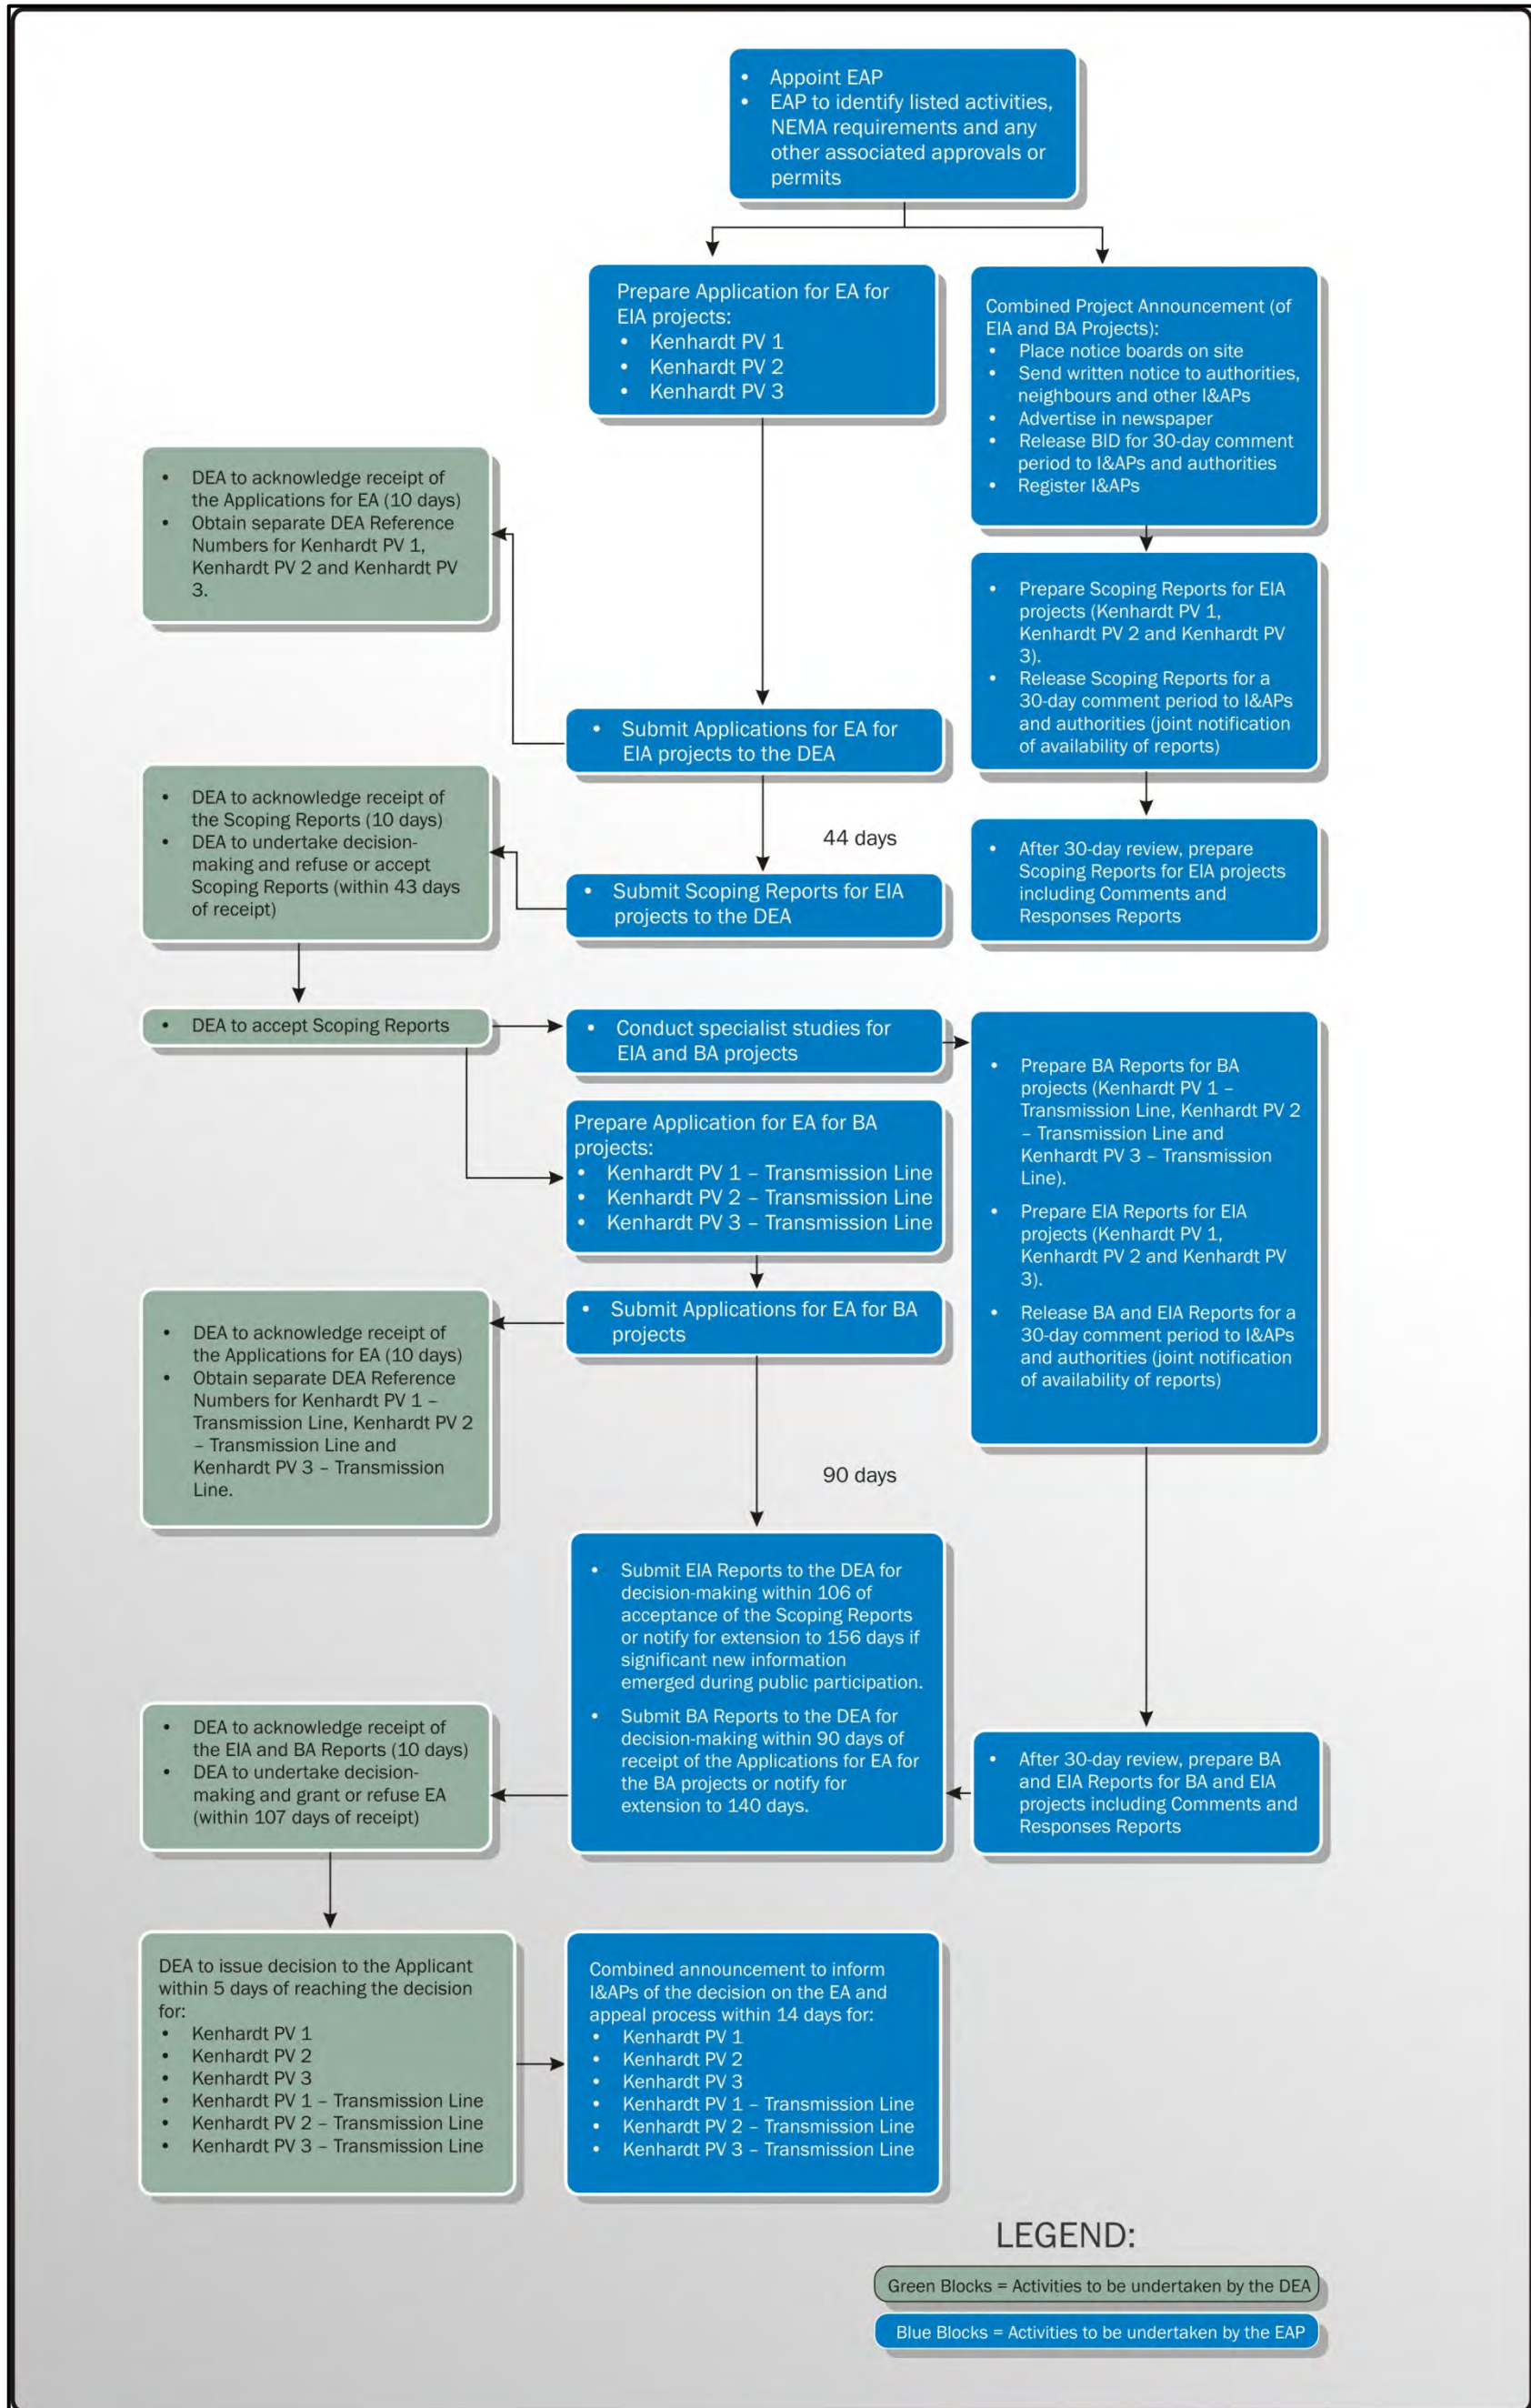 • Appoint EAP
• EAP to identify listed activities,
NEMA requirements and any
other associated approvals or
permits
Prepare Application for EA for
EIA projects:
• Kenhardt PV 1
• Kenhardt PV 2
• Kenhardt PV 3
Combined Project Announcement (of
EIA and BA Projects):
• Place notice boards on site
• Send written notice to authorities,
neighbours and other I&APs
• Advertise in newspaper
• Release BID for 30-day comment
period to I&APs and authorities
• Register I&APs
• DEA to acknowledge receipt of
the Applications for EA (10 days)
• Obtain separate DEA Reference
Numbers for Kenhardt PV 1,
Kenhardt PV 2 and Kenhardt PV
3.
• Prepare Scoping Reports for EIA
projects (Kenhardt PV 1,
Kenhardt PV 2 and Kenhardt PV
3).
• Release Scoping Reports for a
30-day comment period to I&APs
and authorities (joint notification
of availability of reports)
• Submit Applications for EA for
EIA projects to the DEA
• DEA to acknowledge receipt of
the Scoping Reports (10 days)
• DEA to undertake decision-
making and refuse or accept
Scoping Reports (within 43 days
of receipt)
44 days
• Submit Scoping Reports for EIA
projects to the DEA
• After 30-day review, prepare
Scoping Reports for EIA projects
including Comments and
Responses Reports
• DEA to accept Scoping Reports
• Conduct specialist studies for
EIA and BA projects
• Prepare BA Reports for BA
projects (Kenhardt PV 1 –
Transmission Line, Kenhardt PV 2
– Transmission Line and
Kenhardt PV 3 – Transmission
Line).
• Prepare EIA Reports for EIA
projects (Kenhardt PV 1,
Kenhardt PV 2 and Kenhardt PV
3).
• Release BA and EIA Reports for a
30-day comment period to I&APs
and authorities (joint notification
of availability of reports)
Prepare Application for EA for BA
projects:
• Kenhardt PV 1 – Transmission Line
• Kenhardt PV 2 – Transmission Line
• Kenhardt PV 3 – Transmission Line
• Submit Applications for EA for BA
projects
• DEA to acknowledge receipt of
the Applications for EA (10 days)
• Obtain separate DEA Reference
Numbers for Kenhardt PV 1 –
Transmission Line, Kenhardt PV 2
– Transmission Line and
Kenhardt PV 3 – Transmission
Line.
90 days
• Submit EIA Reports to the DEA for
decision-making within 106 of
acceptance of the Scoping Reports
or notify for extension to 156 days if
significant new information
emerged during public participation.
• Submit BA Reports to the DEA for
decision-making within 90 days of
receipt of the Applications for EA for
the BA projects or notify for
extension to 140 days.
• DEA to acknowledge receipt of
the EIA and BA Reports (10 days)
• DEA to undertake decision-
making and grant or refuse EA
(within 107 days of receipt)
• After 30-day review, prepare BA
and EIA Reports for BA and EIA
projects including Comments and
Responses Reports
DEA to issue decision to the Applicant
within 5 days of reaching the decision
for:
• Kenhardt PV 1
• Kenhardt PV 2
• Kenhardt PV 3
• Kenhardt PV 1 – Transmission Line
• Kenhardt PV 2 – Transmission Line
• Kenhardt PV 3 – Transmission Line
Combined announcement to inform
I&APs of the decision on the EA and
appeal process within 14 days for:
• Kenhardt PV 1
• Kenhardt PV 2
• Kenhardt PV 3
• Kenhardt PV 1 – Transmission Line
• Kenhardt PV 2 – Transmission Line
• Kenhardt PV 3 – Transmission Line
LEGEND:
Green Blocks = Activities to be undertaken by the DEA
Blue Blocks = Activities to be undertaken by the EAP